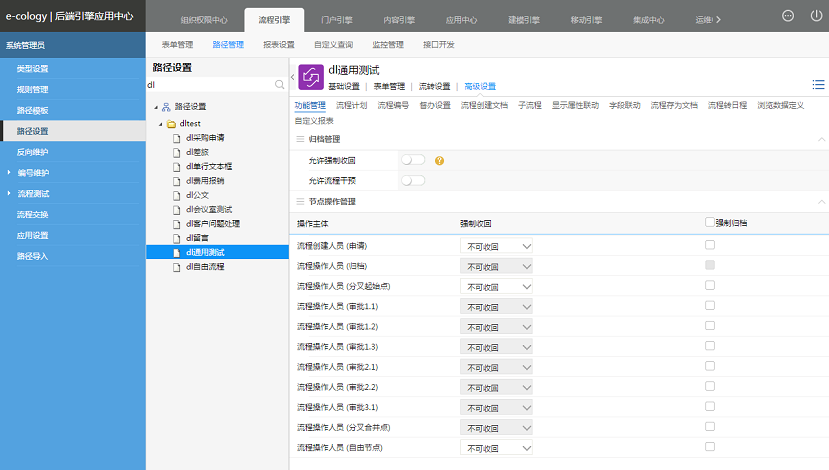 e-cology | 后端引擎应用中心
组织权限中心 流程引擎 门户引擎 内容引擎 应用中心 建模引擎 移动引擎 集成中心 运维
系统管理员
表单管理 路径管理 报表设置 自定义查询 监控管理 接口开发
类型设置
规则管理
路径模板
路径设置
反向维护
编号维护
流程测试
流程交换
应用设置
路径导入
路径设置
dl
路径设置
dltest
dl采购申请
dl差旅
dl单行文本框
dl费用报销
dl公文
dl会议室测试
dl客户问题处理
dl留言
dl通用测试
dl自由流程
dl通用测试
基础设置 | 表单管理 | 流转设置 | 高级设置
功能管理 流程计划 流程编号 督办设置 流程创建文档 子流程 显示属性联动 字段联动 流程存为文档 流程转日程 浏览数据定义
自定义报表
归档管理
允许强制收回
允许流程干预
节点操作管理
操作主体 强制收回 强制归档
流程创建人员 (申请) 不可收回
流程操作人员 (归档) 不可收回
流程操作人员 (分叉起始点) 不可收回
流程操作人员 (审批1.1) 不可收回
流程操作人员 (审批1.2) 不可收回
流程操作人员 (审批1.3) 不可收回
流程操作人员 (审批2.1) 不可收回
流程操作人员 (审批2.2) 不可收回
流程操作人员 (审批3.1) 不可收回
流程操作人员 (分叉合并点) 不可收回
流程操作人员 (自由节点) 不可收回